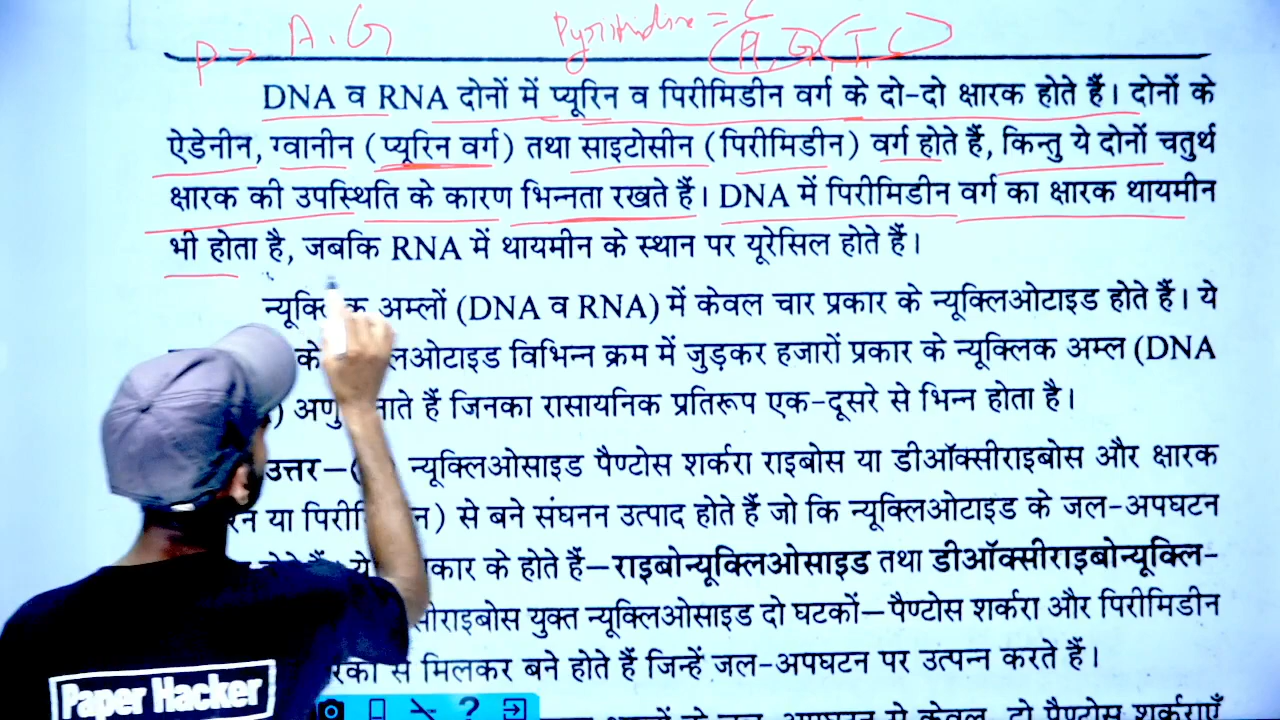 P → A, G
Pyrimidine = C
A, G, T, C
DNA व RNA दोनों में प्यूरिन व पिरीमिडीन वर्ग के दो-दो क्षारक होते हैं। दोनों के
ऐडेनीन, ग्वानीन (प्यूरिन वर्ग) तथा साइटोसीन (पिरीमिडीन) वर्ग होते हैं, किन्तु ये दोनों चतुर्थ
क्षारक की उपस्थिति के कारण भिन्नता रखते हैं। DNA में पिरीमिडीन वर्ग का क्षारक थायमीन
भी होता है, जबकि RNA में थायमीन के स्थान पर यूरेसिल होते हैं।
अम्लों (DNA व RNA) में केवल चार प्रकार के न्यूक्लिओटाइड होते हैं। ये
के लिओटाइड विभिन्न क्रम में जुड़कर हजारों प्रकार के न्यूक्लिक अम्ल (DNA
) अणु नाते हैं जिनका रासायनिक प्रतिरूप एक-दूसरे से भिन्न होता है।
उत्तर—( ) न्यूक्लिओसाइड पैण्टोस शर्करा राइबोस या डीऑक्सीराइबोस और क्षारक
या पिरीमि न) से बने संघनन उत्पाद होते हैं जो कि न्यूक्लिओटाइड के जल-अपघटन
कार के होते हैं—राइबोन्यूक्लिओसाइड तथा डीऑक्सीराइबोन्यूक्लि-
सीराइबोस युक्त न्यूक्लिओसाइड दो घटकों—पैण्टोस शर्करा और पिरीमिडीन
से मिलकर बने होते हैं जिन्हें जल-अपघटन पर उत्पन्न करते हैं।
Paper Hacker